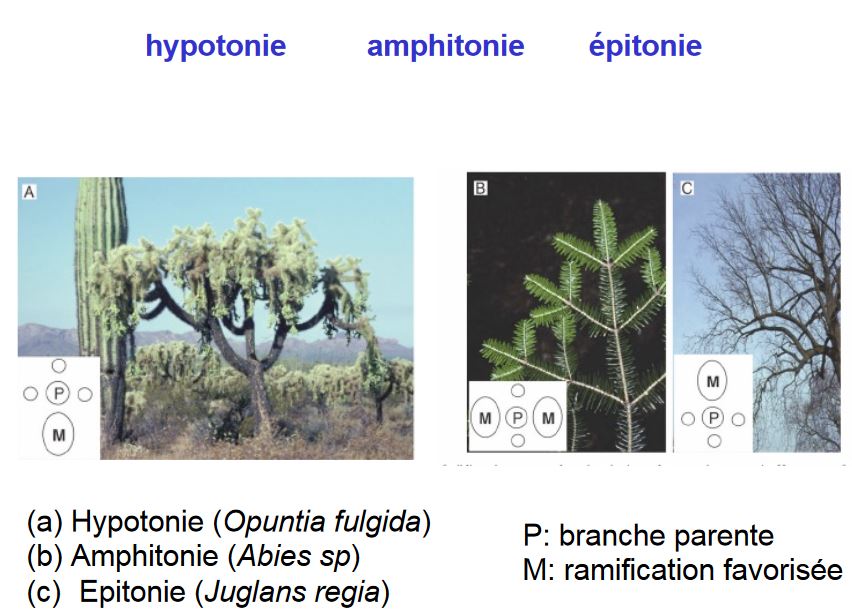 hypotonie amphitonie épitonie
A
B
C
P
M
M P M
M
P
(a) Hypotonie (Opuntia fulgida)
(b) Amphitonie (Abies sp)
(c) Epitonie (Juglans regia)
P: branche parente
M: ramification favorisée